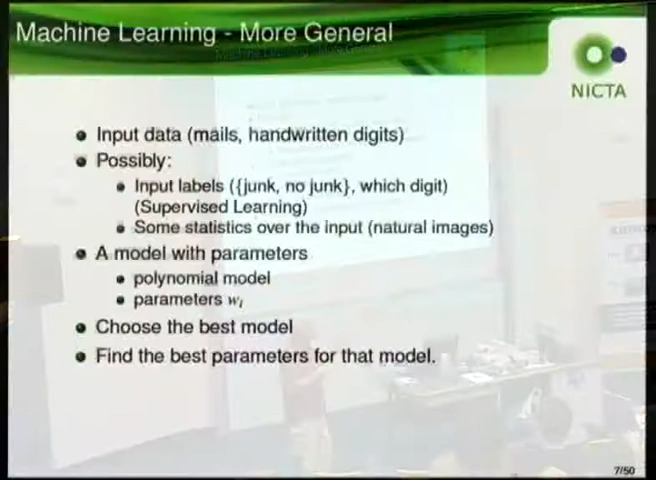 Machine Learning - More General
NICTA
Input data (mails, handwritten digits)
Possibly:
Input labels ({junk, no junk}, which digit)
(Supervised Learning)
Some statistics over the input (natural images)
A model with parameters
polynomial model
parameters wᵢ
Choose the best model
Find the best parameters for that model.
7/50